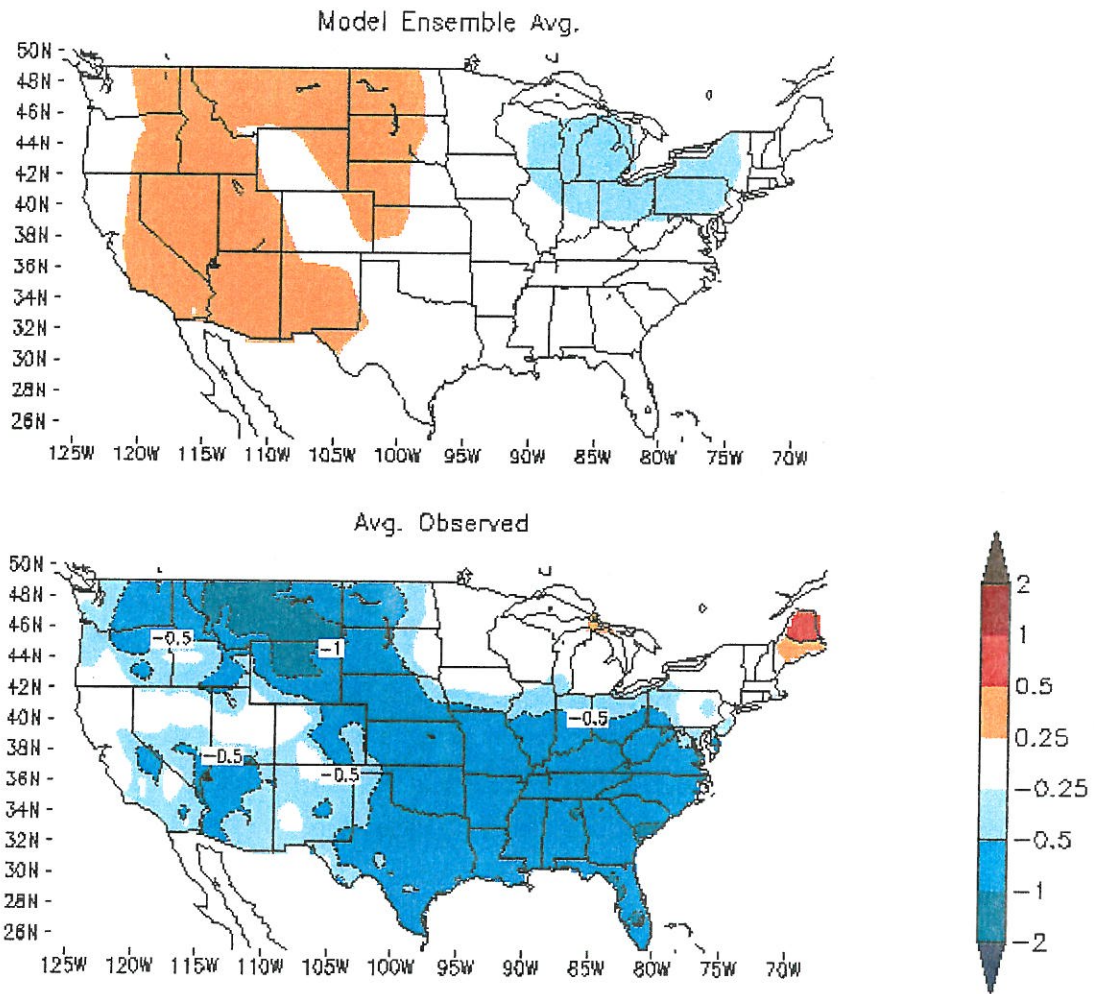 Model Ensemble Avg.
50N
48N
46N
44N
42N
40N
38N
36N
34N
32N
30N
28N
26N
125W 120W 115W 110W 105W 100W 95W 90W 85W 80W 75W 70W
Avg. Observed
50N
48N
46N
44N
42N
40N
38N
36N
34N
32N
30N
28N
26N
-0.5
-1
-0.5
-0.5
-0.5
125W 120W 115W 110W 105W 100W 95W 90W 85W 80W 75W 70W
2
1
0.5
0.25
-0.25
-0.5
-1
-2